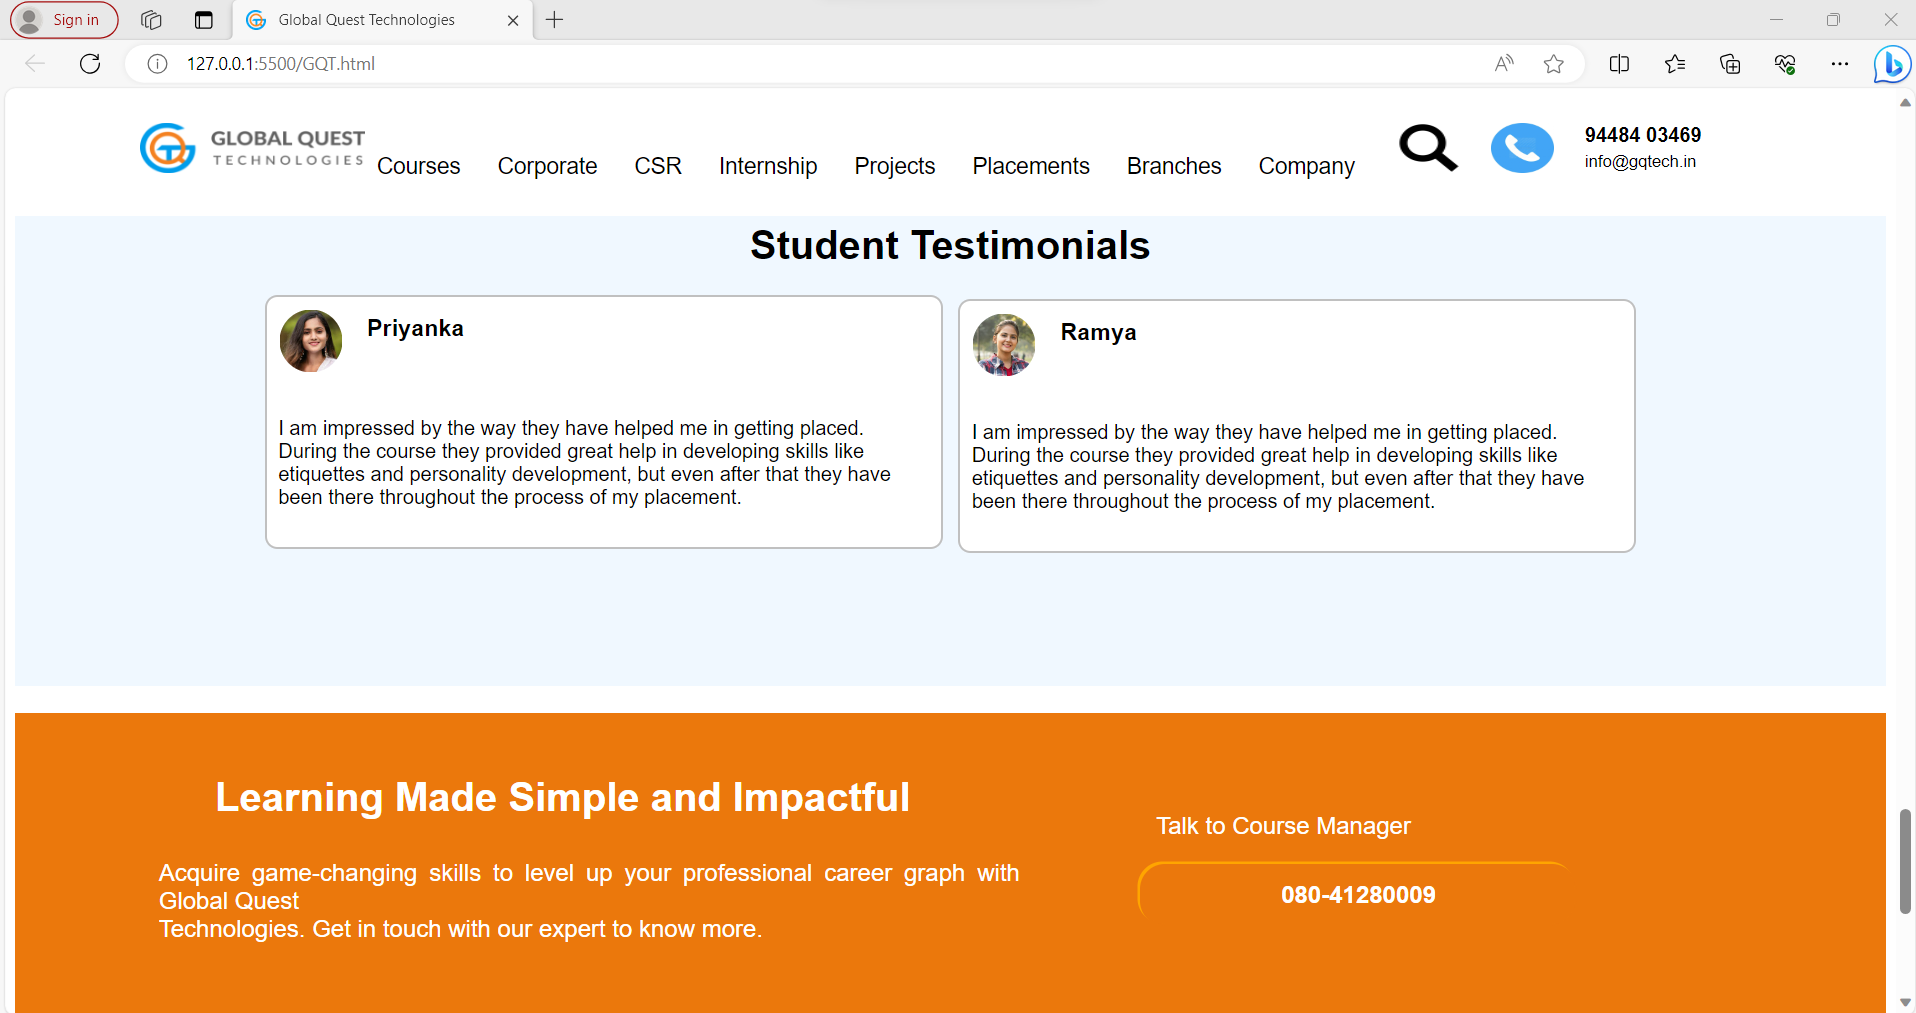 Sign in
Global Quest Technologies
127.0.0.1:5500/GQT.html
GLOBAL QUEST
TECHNOLOGIES
Courses Corporate CSR Internship Projects Placements Branches Company
94484 03469
info@gqtech.in
Student Testimonials
Priyanka
I am impressed by the way they have helped me in getting placed.
During the course they provided great help in developing skills like
etiquettes and personality development, but even after that they have
been there throughout the process of my placement.
Ramya
I am impressed by the way they have helped me in getting placed.
During the course they provided great help in developing skills like
etiquettes and personality development, but even after that they have
been there throughout the process of my placement.
Learning Made Simple and Impactful
Acquire game-changing skills to level up your professional career graph with
Global Quest
Technologies. Get in touch with our expert to know more.
Talk to Course Manager
080-41280009